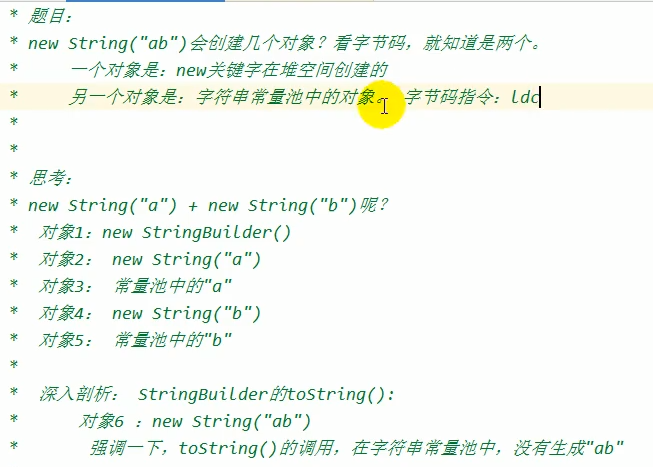 * 题目：
* new String("ab")会创建几个对象？看字节码，就知道是两个。
*     一个对象是：new关键字在堆空间创建的
*     另一个对象是：字符串常量池中的对象。 字节码指令：ldc
*
*
* 思考：
* new String("a") + new String("b")呢？
*  对象1：new StringBuilder()
*  对象2： new String("a")
*  对象3： 常量池中的"a"
*  对象4： new String("b")
*  对象5： 常量池中的"b"
*
*  深入剖析： StringBuilder的toString():
*      对象6 ：new String("ab")
*       强调一下，toString()的调用，在字符串常量池中，没有生成"ab"